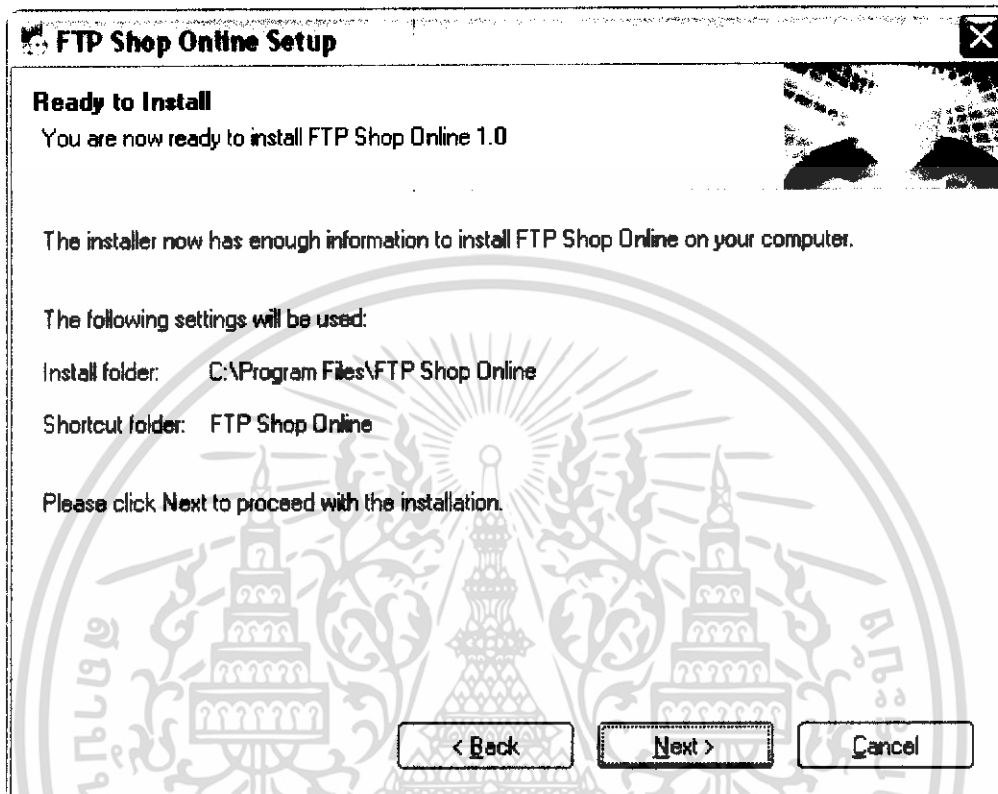 FTP Shop Online Setup
Ready to Install
You are now ready to install FTP Shop Online 1.0
The installer now has enough information to install FTP Shop Online on your computer.
The following settings will be used:
Install folder: C:\Program Files\FTP Shop Online
Shortcut folder: FTP Shop Online
Please click Next to proceed with the installation.
< Back Next > Cancel